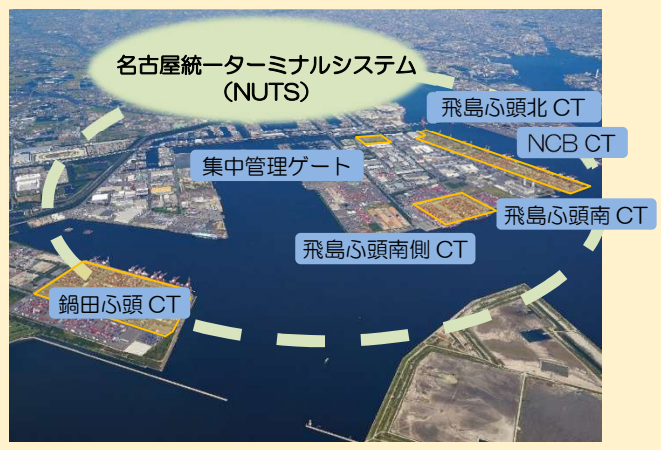 名古屋統一ターミナルシステム
（NUTS）
飛島ふ頭北 CT
NCB CT
集中管理ゲート
飛島ふ頭南 CT
飛島ふ頭南側 CT
鍋田ふ頭 CT